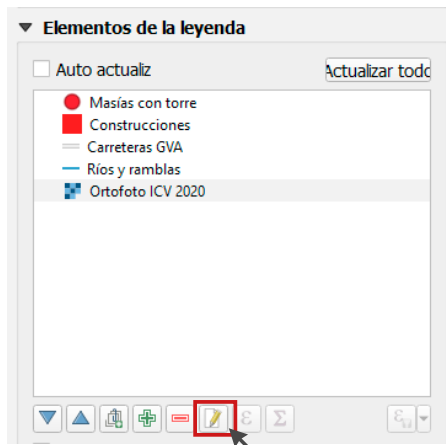 Elementos de la leyenda
Auto actualiz
Actualizar todo
Masías con torre
Construcciones
Carreteras GVA
Ríos y ramblas
Ortofoto ICV 2020
ε Σ